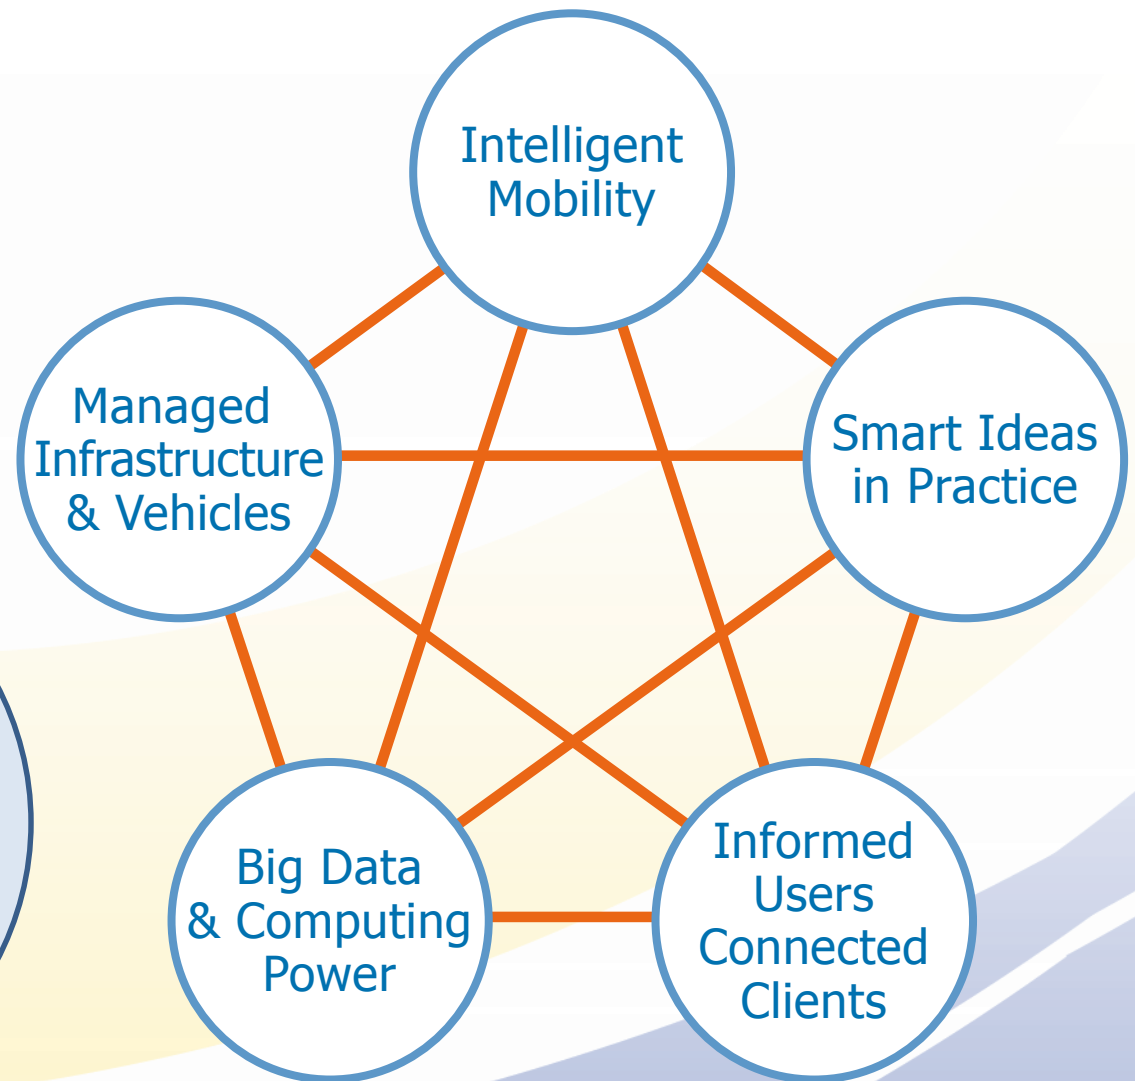 Intelligent
Mobility
Managed
Infrastructure
& Vehicles
Smart Ideas
in Practice
Big Data
& Computing
Power
Informed
Users
Connected
Clients